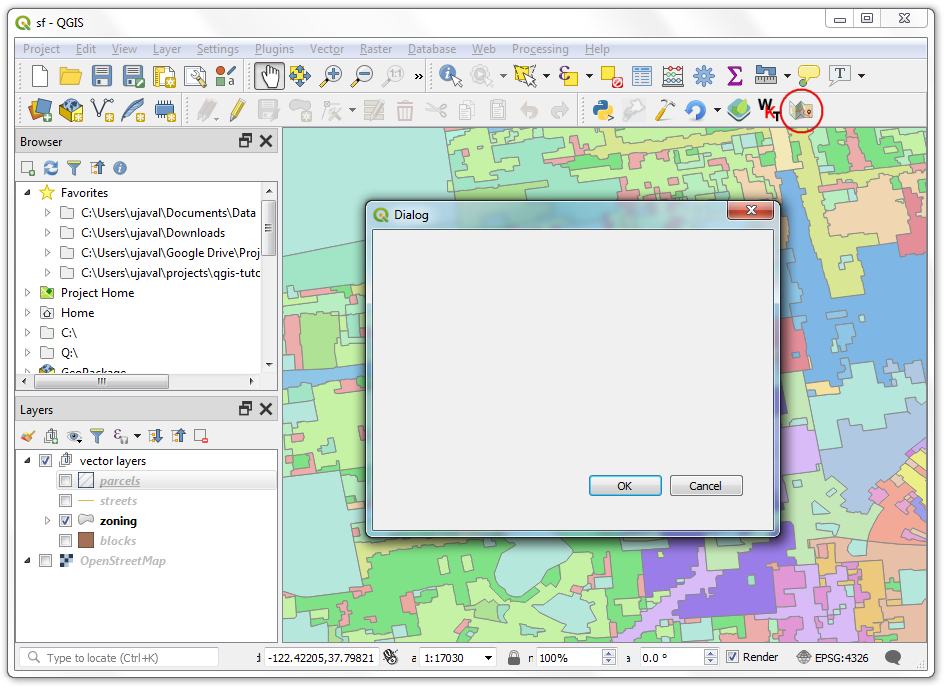 sf - QGIS
Project Edit View Layer Settings Plugins Vector Raster Database Web Processing Help
1:1 » ε Σ T
a
WKT
Browser
Favorites
C:\Users\ujaval\Documents\Data
C:\Users\ujaval\Downloads
C:\Users\ujaval\Google Drive\Proj
C:\Users\ujaval\projects\qgis-tuto
Project Home
Home
C:\
Q:\
GeoPackage
Layers
ε
vector layers
parcels
streets
zoning
blocks
OpenStreetMap
Dialog
OK Cancel
Type to locate (Ctrl+K) -122.42205,37.79821 a 1:17030 n 100% a 0.0 ° Render EPSG:4326